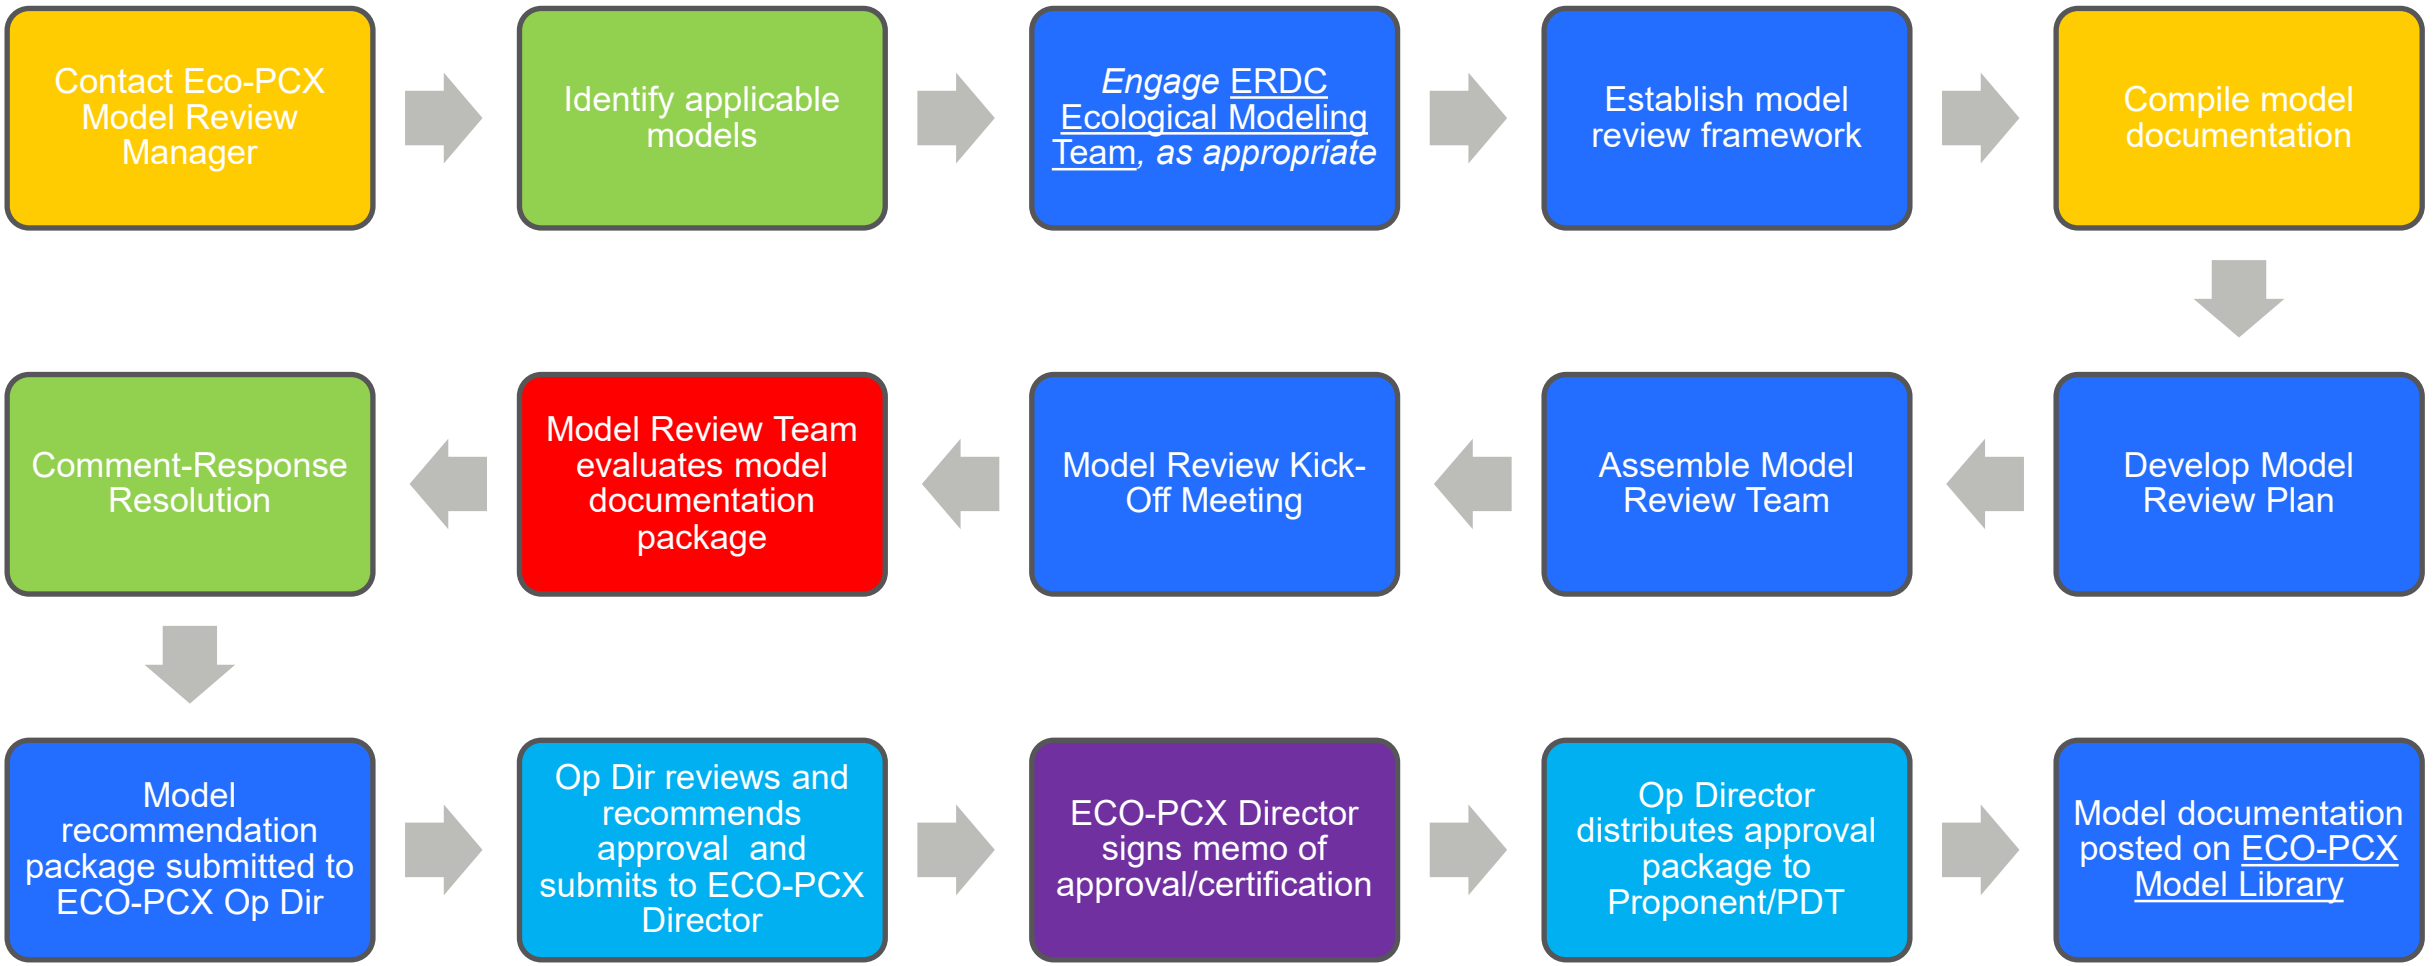 Contact Eco-PCX
Model Review
Manager
Identify applicable
models
Engage ERDC
Ecological Modeling
Team, as appropriate
Establish model
review framework
Compile model
documentation
Develop Model
Review Plan
Assemble Model
Review Team
Model Review Kick-
Off Meeting
Model Review Team
evaluates model
documentation
package
Comment-Response
Resolution
Model
recommendation
package submitted to
ECO-PCX Op Dir
Op Dir reviews and
recommends
approval  and
submits to ECO-PCX
Director
ECO-PCX Director
signs memo of
approval/certification
Op Director
distributes approval
package to
Proponent/PDT
Model documentation
posted on ECO-PCX
Model Library